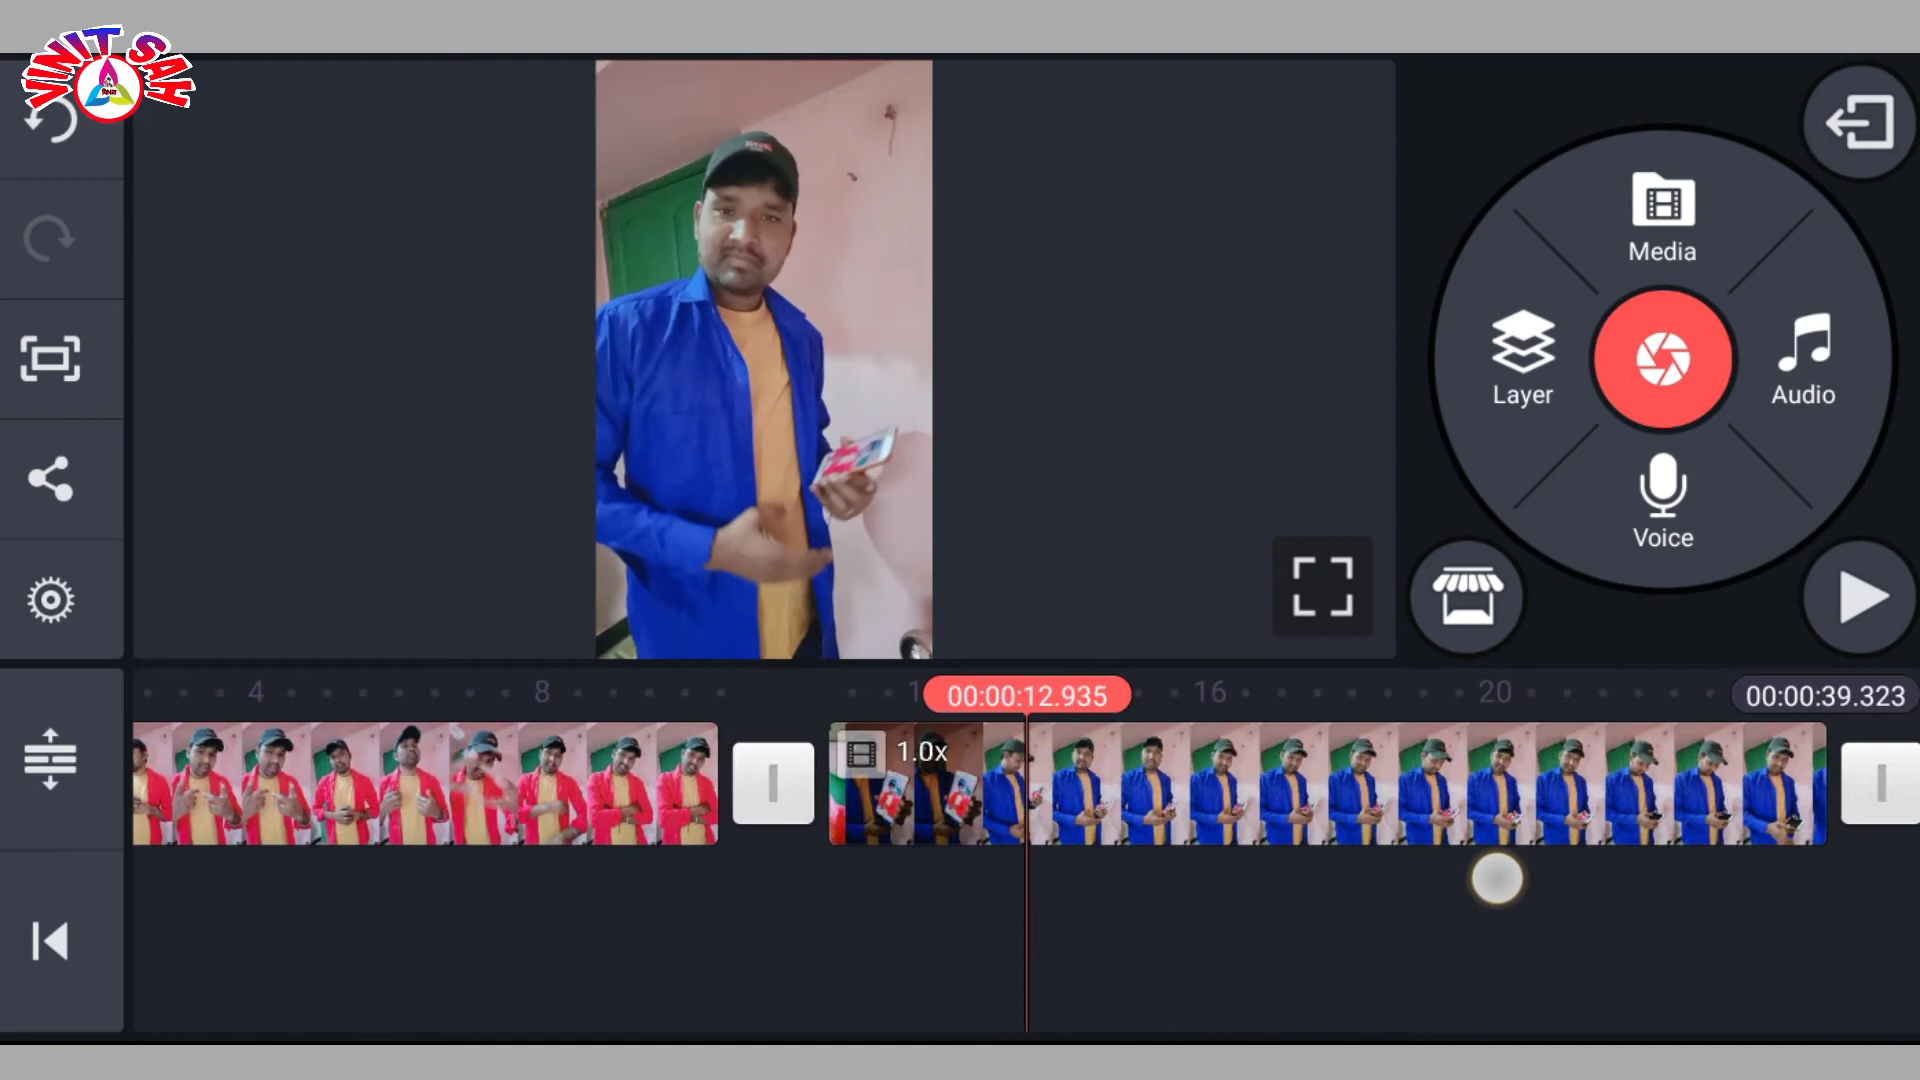 VINIT SAH
Media
Layer
Audio
Voice
4
8
1
00:00:12.935
16
20
00:00:39.323
1.0x